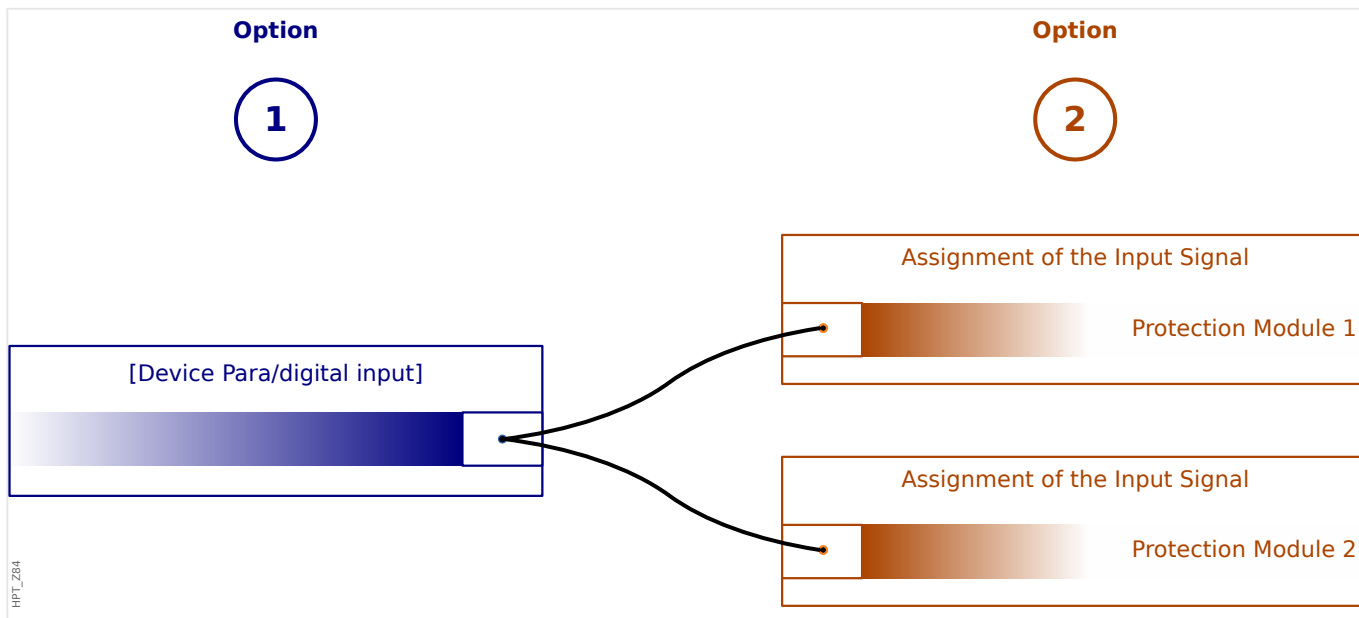 Option
1
Option
2
Assignment of the Input Signal
Protection Module 1
[Device Para/digital input]
Assignment of the Input Signal
Protection Module 2
HPT_Z84